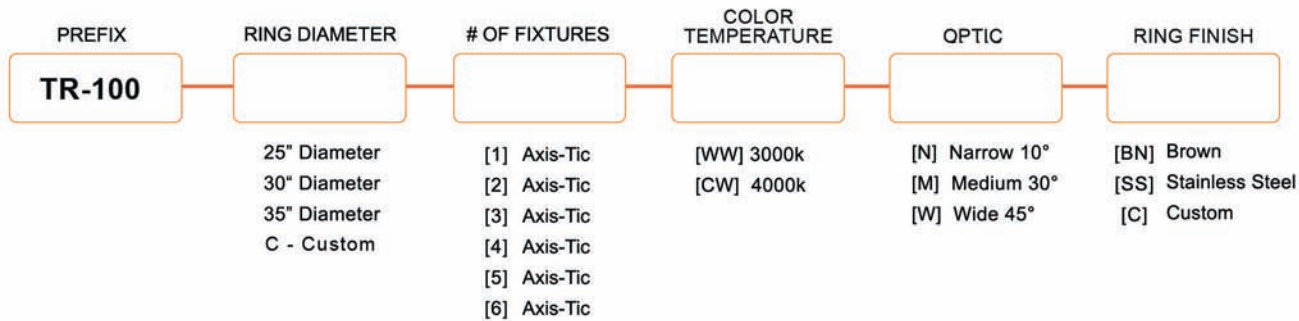 PREFIX
TR-100
RING DIAMETER
25" Diameter
30" Diameter
35" Diameter
C - Custom
# OF FIXTURES
[1] Axis-Tic
[2] Axis-Tic
[3] Axis-Tic
[4] Axis-Tic
[5] Axis-Tic
[6] Axis-Tic
COLOR
TEMPERATURE
[WW] 3000k
[CW] 4000k
OPTIC
[N] Narrow 10°
[M] Medium 30°
[W] Wide 45°
RING FINISH
[BN] Brown
[SS] Stainless Steel
[C] Custom